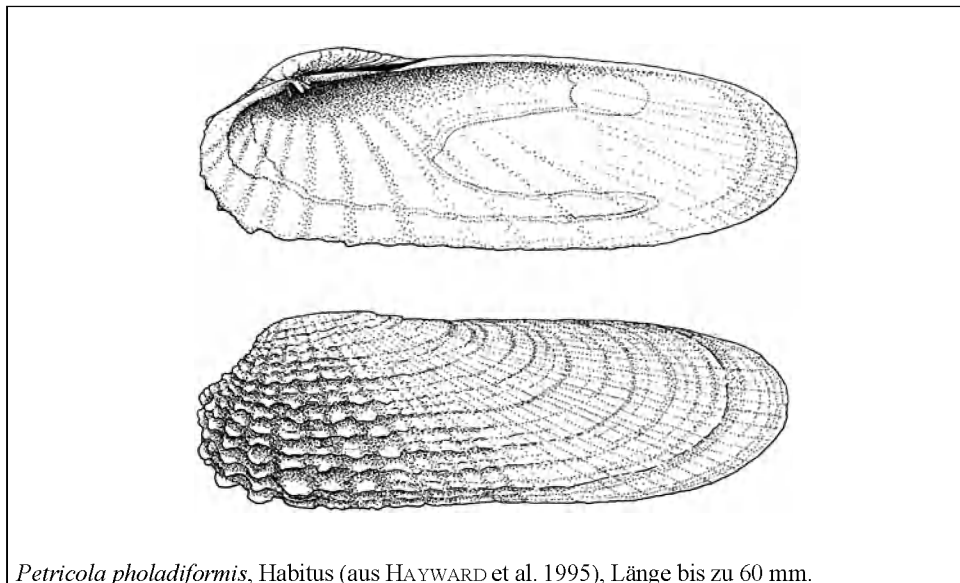 Petricola pholadiformis, Habitus (aus HAYWARD et al. 1995), Länge bis zu 60 mm.